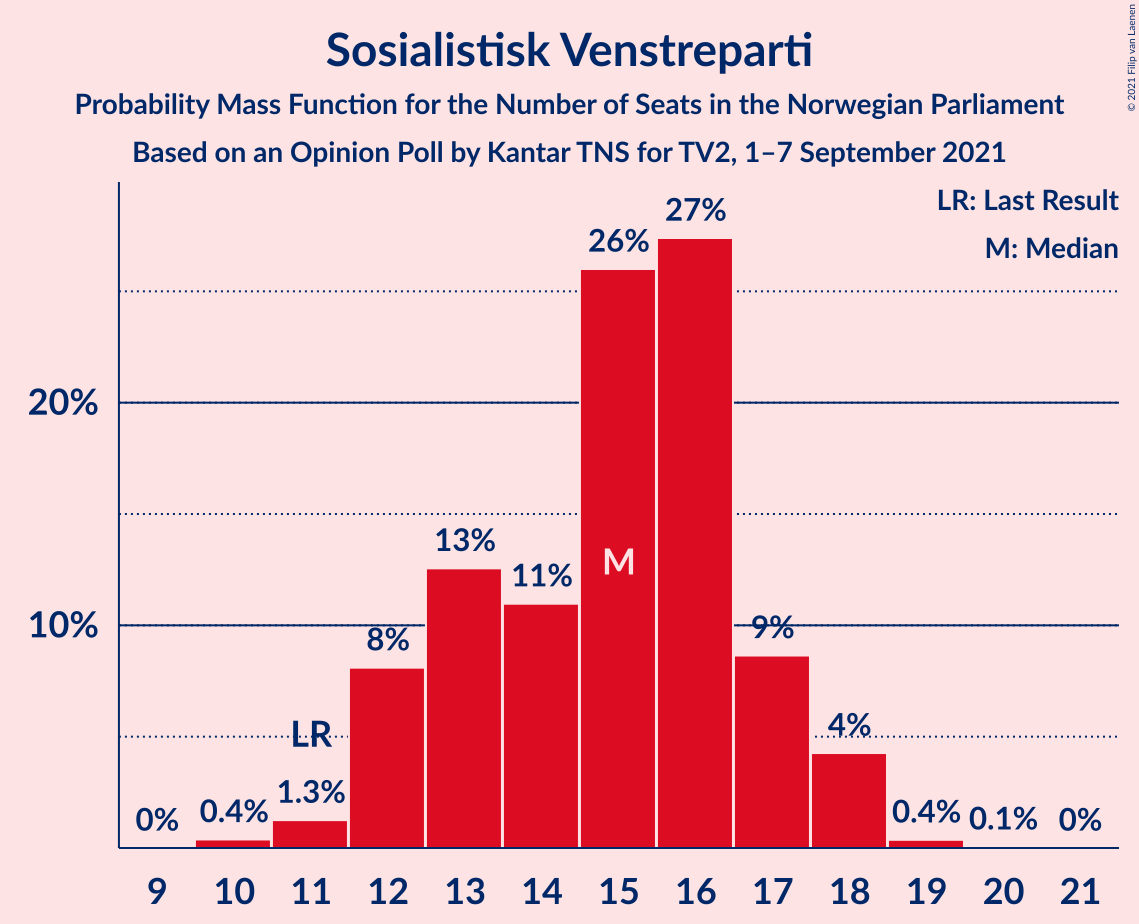 Sosialistisk Venstreparti
Probability Mass Function for the Number of Seats in the Norwegian Parliament
Based on an Opinion Poll by Kantar TNS for TV2, 1–7 September 2021
© 2021 Filip van Laenen
LR: Last Result
M: Median
27%
26%
20%
13%
11%
M
10%
9%
8%
4%
LR
1.3%
0%
0.4%
0.4%
0.1%
0%
9 10 11 12 13 14 15 16 17 18 19 20 21